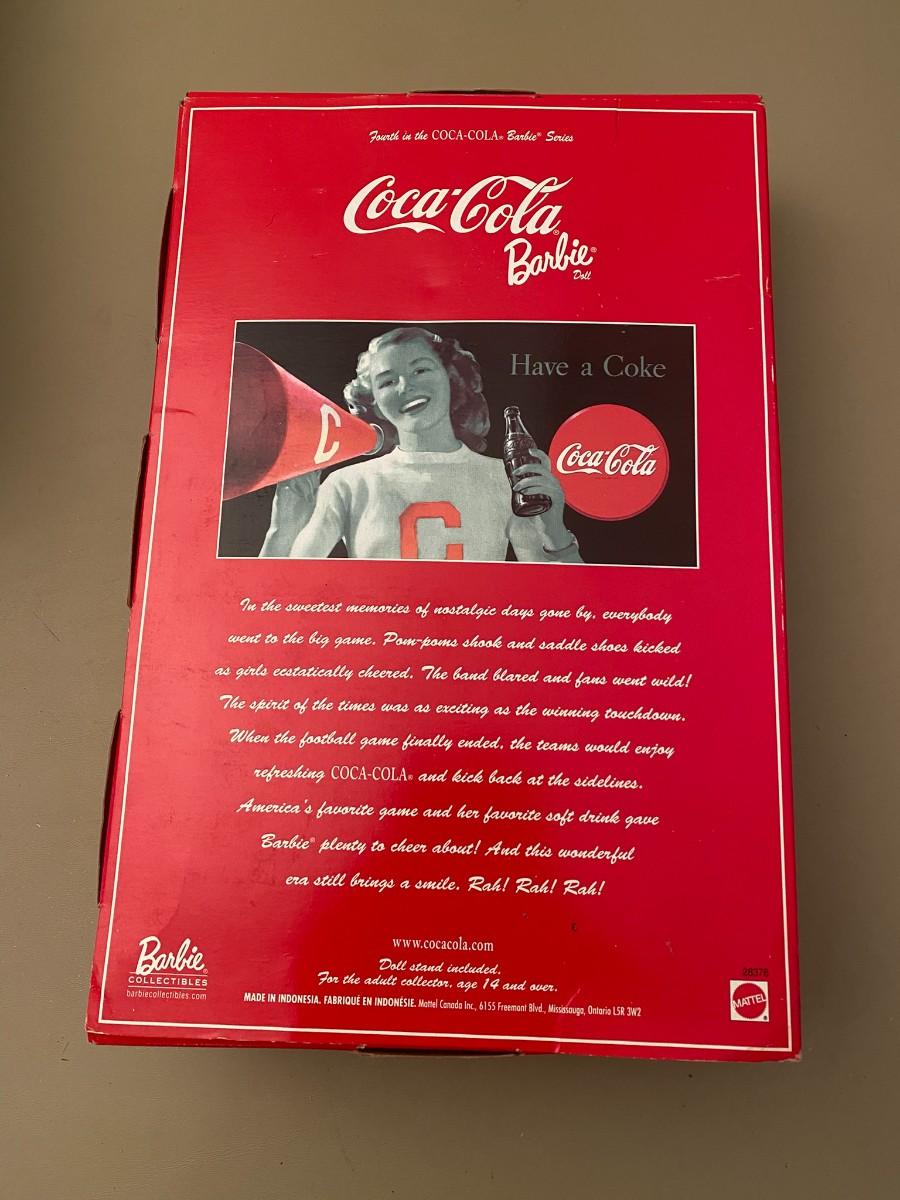 Fourth in the COCA-COLA® Barbie® Series
Coca-Cola®
Barbie®
Doll
Have a Coke
C
Coca-Cola
C
In the sweetest memories of nostalgic days gone by, everybody
went to the big game. Pom-poms shook and saddle shoes kicked
as girls ecstatically cheered. The band blared and fans went wild!
The spirit of the times was as exciting as the winning touchdown.
When the football game finally ended, the teams would enjoy
refreshing COCA-COLA® and kick back at the sidelines.
America's favorite game and her favorite soft drink gave
Barbie® plenty to cheer about! And this wonderful
era still brings a smile. Rah! Rah! Rah!
www.cocacola.com
Doll stand included.
For the adult collector, age 14 and over.
MADE IN INDONESIA. FABRIQUÉ EN INDONÉSIE. Mattel Canada Inc., 6155 Freemont Blvd., Mississauga, Ontario L5R 3W2
Barbie®
COLLECTIBLES
barbiecollectibles.com
28378
MATTEL®